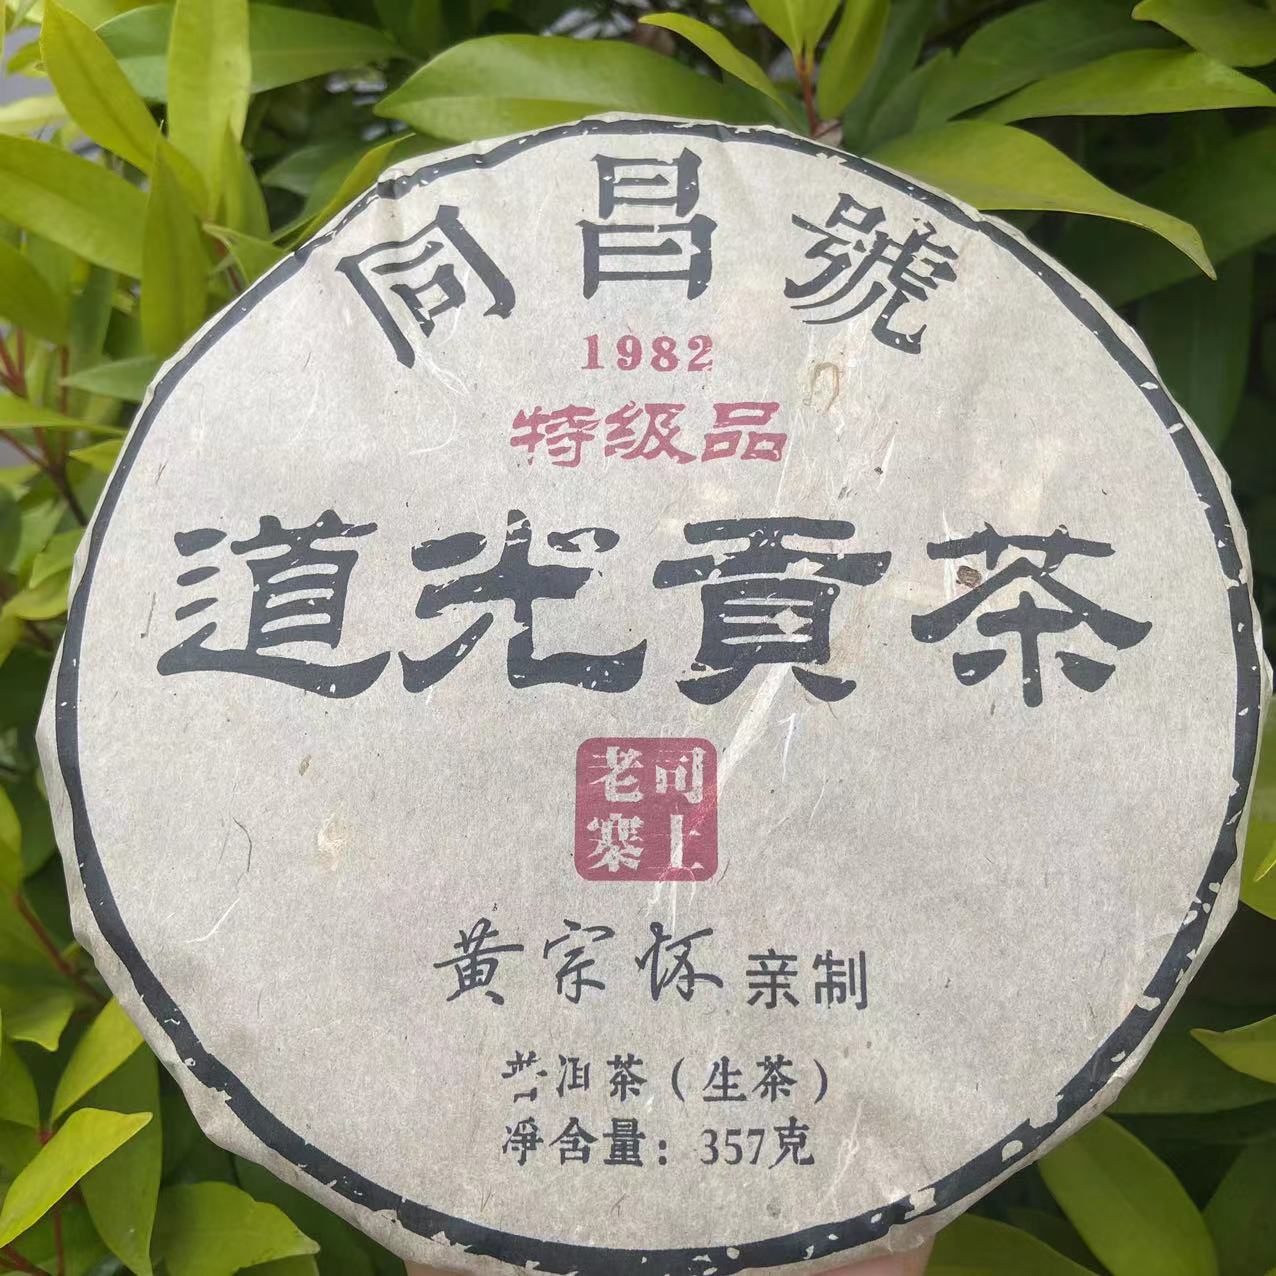 同昌號
1982
特级品
道光贡茶
司上
老寨
黄宗怀 亲制
普洱茶（生茶）
净含量：357克